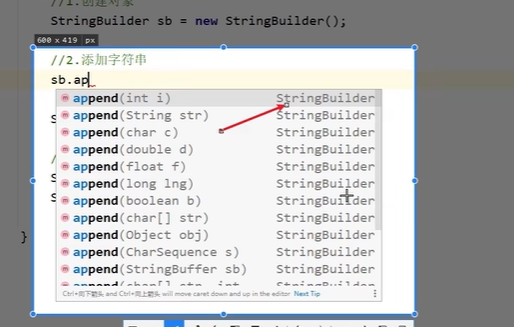 //1.创建对象
StringBuilder sb = new StringBuilder();
600 x 419 px
//2.添加字符串
sb.ap
append(int i) StringBuilder
append(String str) StringBuilder
append(char c) StringBuilder
append(double d) StringBuilder
append(float f) StringBuilder
append(long lng) StringBuilder
append(boolean b) StringBuilder
append(char[] str) StringBuilder
append(Object obj) StringBuilder
append(CharSequence s) StringBuilder
append(StringBuffer sb) StringBuilder
append(char[] str, int StringBuilder
Ctrl+向下箭头 and Ctrl+向上箭头 will move caret down and up in the editor Next Tip
}